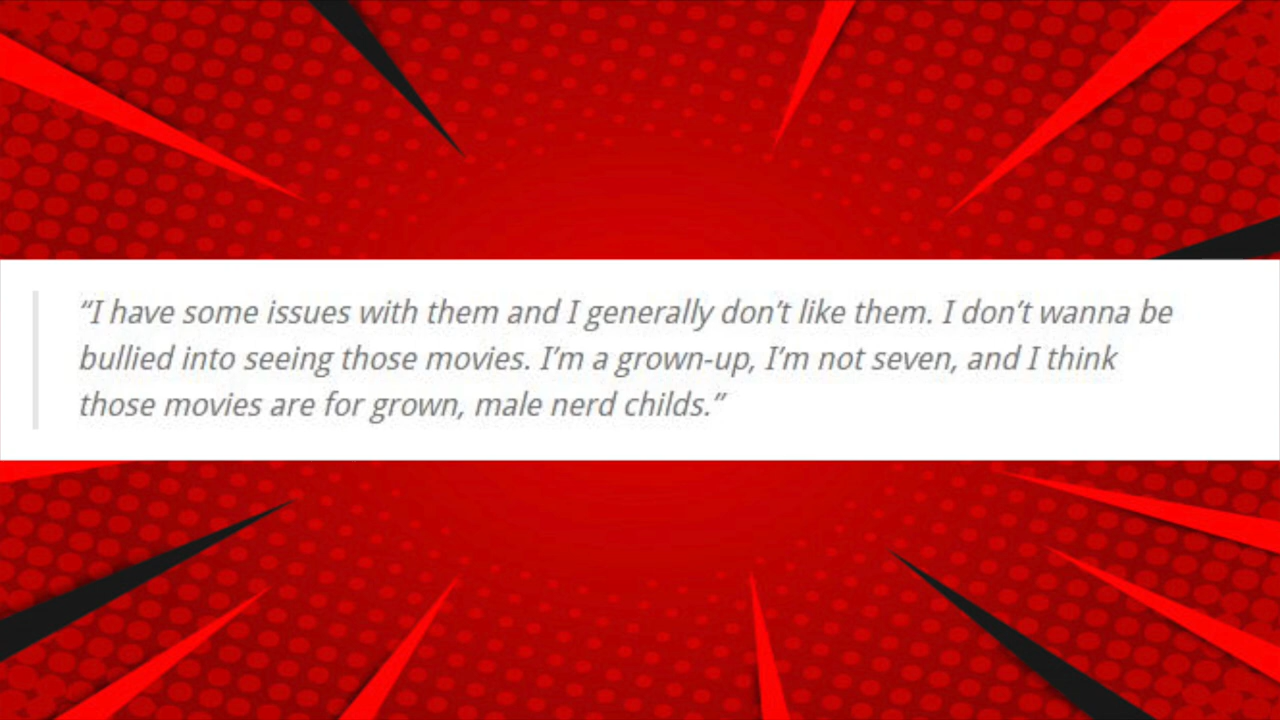 “I have some issues with them and I generally don’t like them. I don’t wanna be
bullied into seeing those movies. I’m a grown-up, I’m not seven, and I think
those movies are for grown, male nerd childs.”